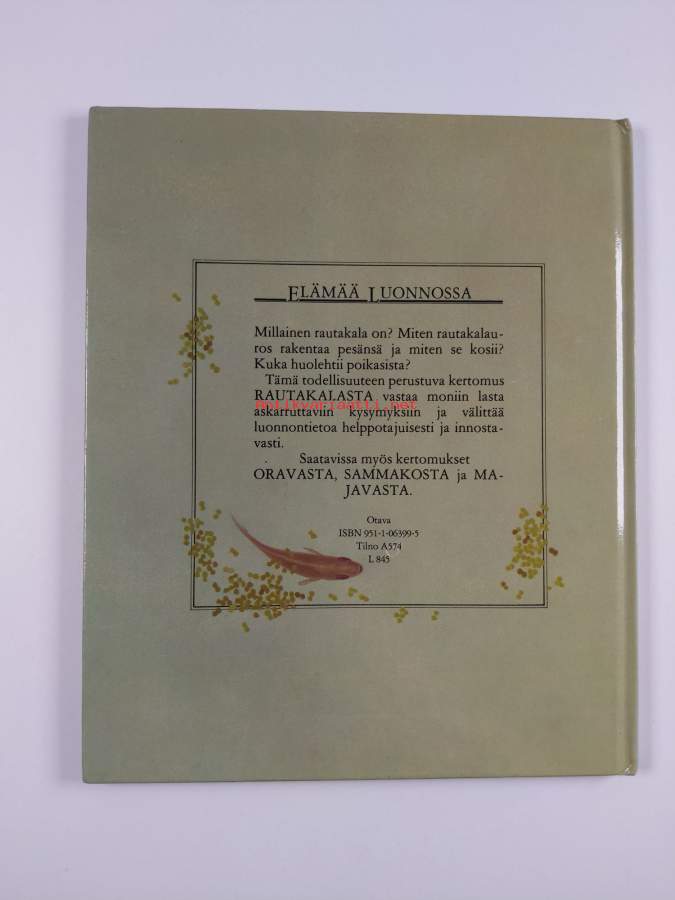 ELÄMÄÄ LUONNOSSA
Millainen rautakala on? Miten rautakalau-
ros rakentaa pesänsä ja miten se kosii?
Kuka huolehtii poikasista?
Tämä todellisuuteen perustuva kertomus
RAUTAKALASTA vastaa moniin lasta
antikvariaatti.net
askarruttaviin kysymyksiin ja välittää
luonnontietoa helppotajuisesti ja innosta-
vasti.
Saatavissa myös kertomukset
ORAVASTA, SAMMAKOSTA ja MA-
JAVASTA.
Otava
ISBN 951-1-06399-5
Tilno A574
L 845